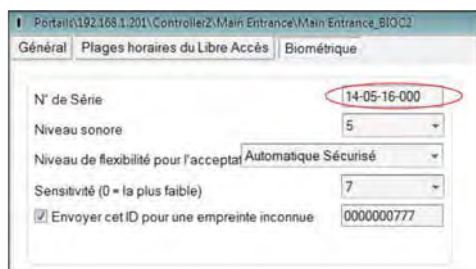 Portails\192.168.1.201\Controller2\Main Entrance\Main Entrance_BIOC2
Général Plages horaires du Libre Accès Biométrique
N° de Série 14-05-16-000
Niveau sonore 5
Niveau de flexibilité pour l'acceptat Automatique Sécurisé
Sensitivité (0 = la plus faible) 7
Envoyer cet ID pour une empreinte inconnue 0000000777